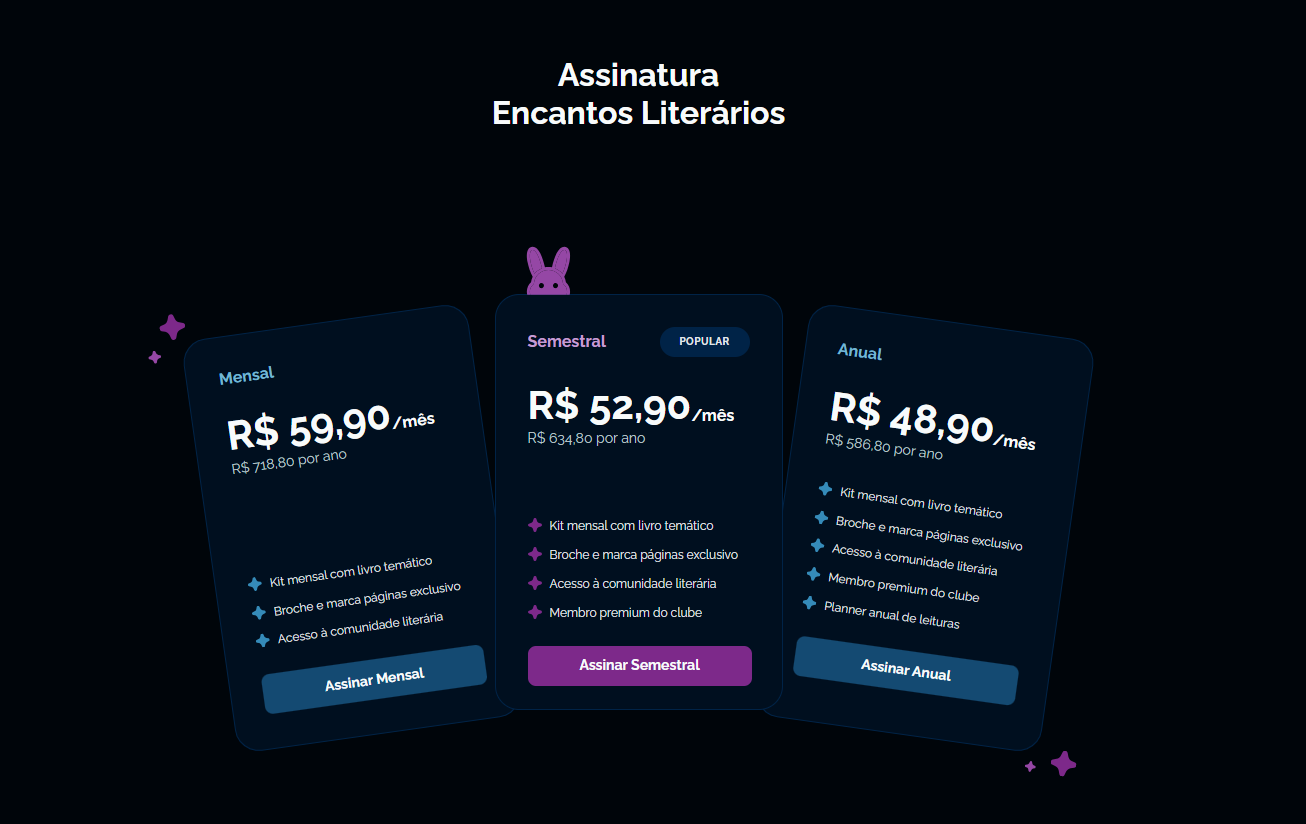 Assinatura
Encantos Literários
Mensal
R$ 59,90/mês
R$ 718,80 por ano
Kit mensal com livro temático
Broche e marca páginas exclusivo
Acesso à comunidade literária
Assinar Mensal
Semestral
POPULAR
R$ 52,90/mês
R$ 634,80 por ano
Kit mensal com livro temático
Broche e marca páginas exclusivo
Acesso à comunidade literária
Membro premium do clube
Assinar Semestral
Anual
R$ 48,90/mês
R$ 586,80 por ano
Kit mensal com livro temático
Broche e marca páginas exclusivo
Acesso à comunidade literária
Membro premium do clube
Planner anual de leituras
Assinar Anual